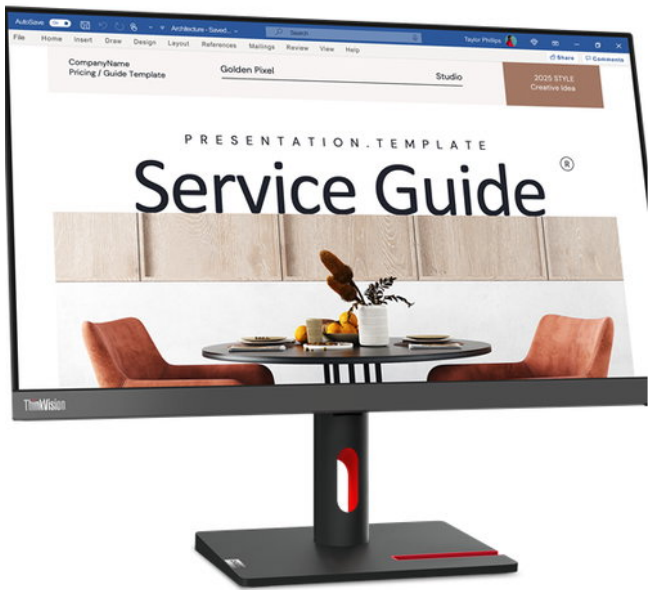 AutoSave
Architecture - Saved...
Search
Taylor Phillips
File Home Insert Draw Design Layout References Mailings Review View Help
Share Comments
CompanyName
Pricing / Guide Template
Golden Pixel
Studio
2025 STYLE
Creative Idea
PRESENTATION.TEMPLATE
Service Guide ®
ThinkVision